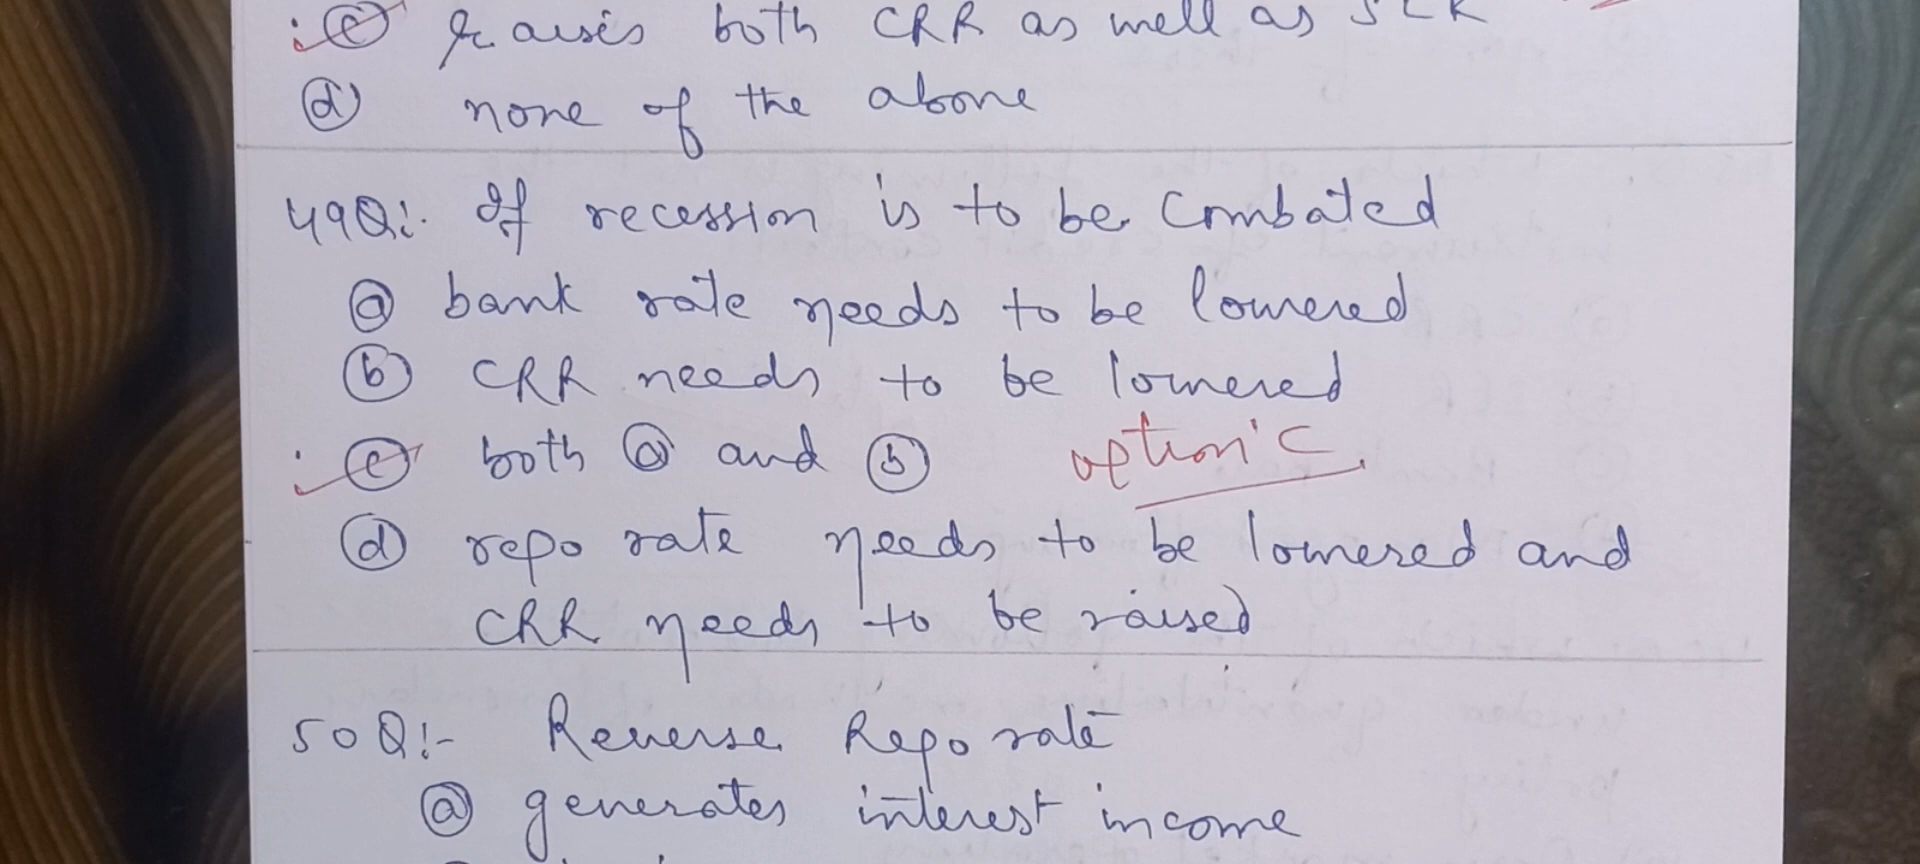 c raises both CRR as well as SLR
d none of the above
49Q:- If recession is to be combated
a bank rate needs to be lowered
b CRR needs to be lowered
c both a and b option 'c
d repo rate needs to be lowered and
CRR needs to be raised
50Q:- Reverse Repo rate
a generates interest income